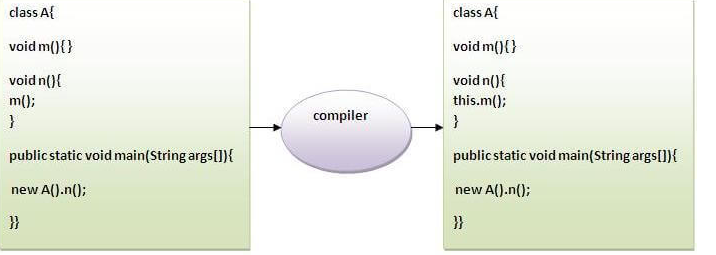 class A{
void m(){}
void n(){
m();
}
public static void main(String args[]){
new A().n();
}}
compiler
class A{
void m(){}
void n(){
this.m();
}
public static void main(String args[]){
new A().n();
}}